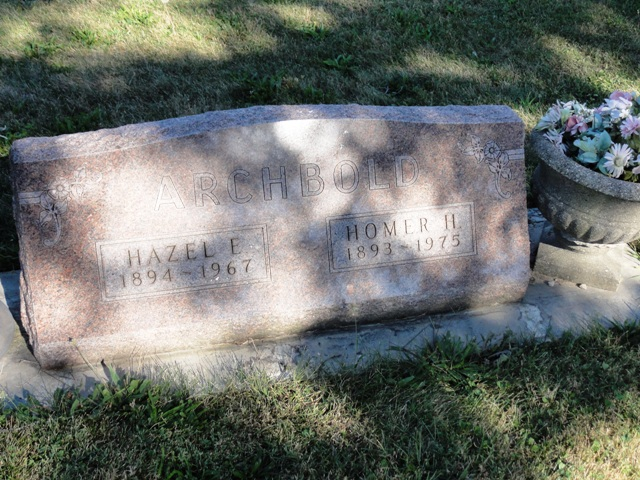 ARCHBOLD
HAZEL E.
1894 ~ 1967
HOMER H.
1893 ~ 1975